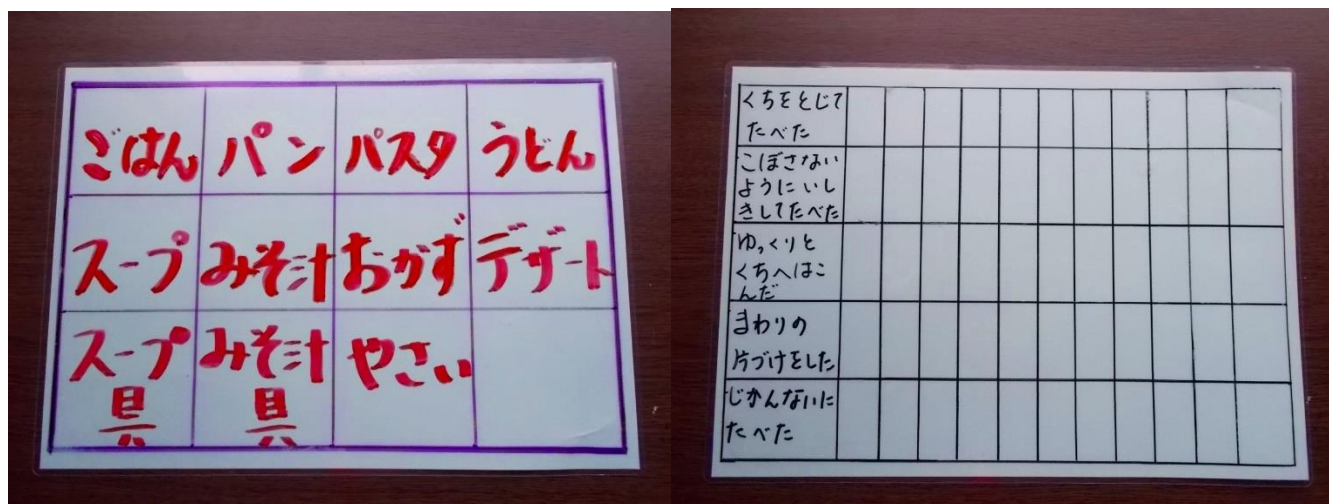 ごはん パン パスタ うどん
スープ みそ汁 おかず デザート
スープ みそ汁 やさい
具 具
くちをとじて
たべた
こぼさない
ようにいし
きしてたべた
ゆっくりと
くちへはこ
んだ
まわりの
片づけをした
じかんないに
たべた